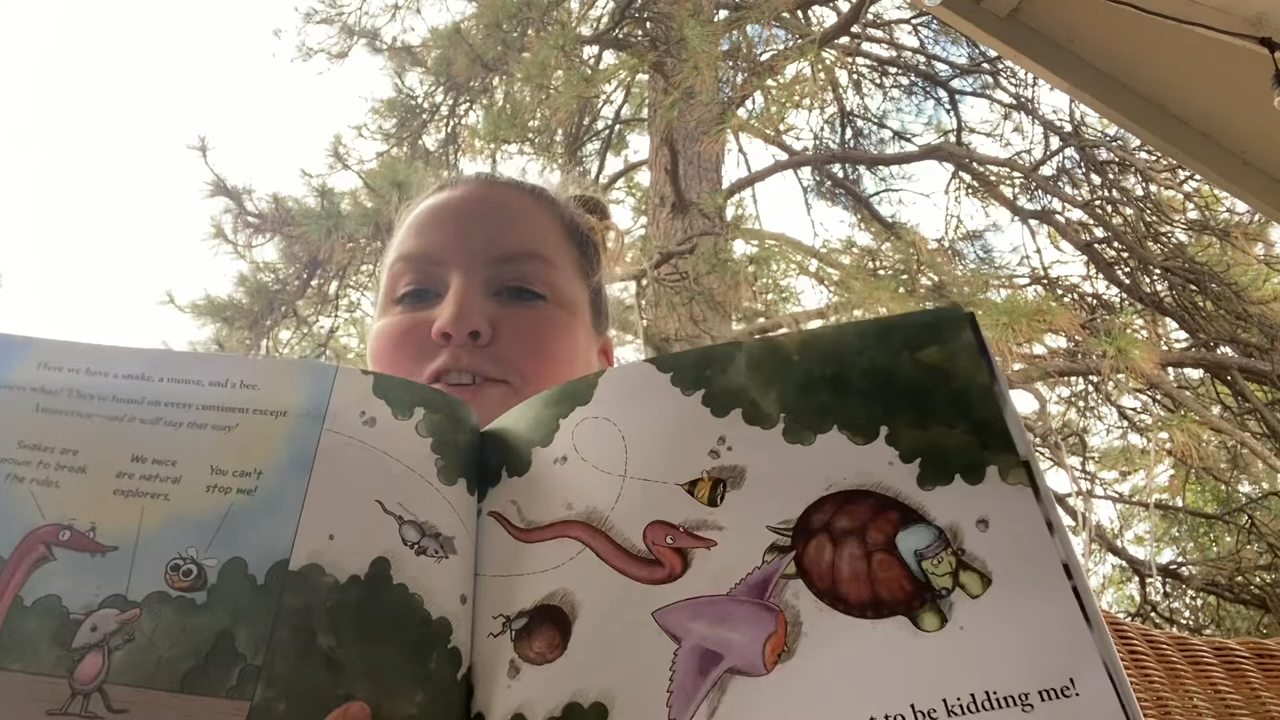 Here we have a snake, a mouse, and a bee.
what? They're found on every continent except
Antarctica—and it will stay that way!
Snakes are
known to break
the rules.
We mice
are natural
explorers.
You can't
stop me!
to be kidding me!